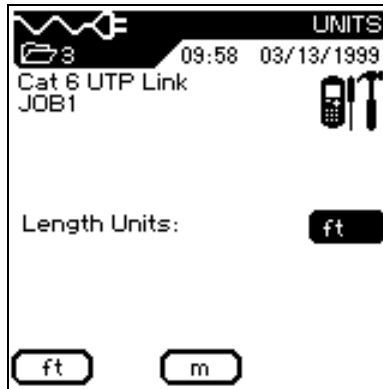 UNITS
3 09:58 03/13/1999
Cat 6 UTP Link
JOB1
Length Units: ft
ft m